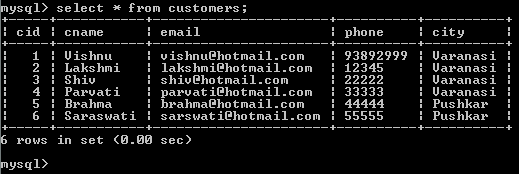 mysql> select * from customers;
+-----+-----------+----------------------+----------+----------+
| cid | cname     | email                | phone    | city     |
+-----+-----------+----------------------+----------+----------+
|   1 | Vishnu    | vishnu@hotmail.com   | 93892999 | Varanasi |
|   2 | Lakshmi   | lakshmi@hotmail.com  | 12345    | Varanasi |
|   3 | Shiv      | shiv@hotmail.com     | 22222    | Varanasi |
|   4 | Parvati   | parvati@hotmail.com  | 33333    | Varanasi |
|   5 | Brahma    | brahma@hotmail.com   | 44444    | Pushkar  |
|   6 | Saraswati | sarswati@hotmail.com | 55555    | Pushkar  |
+-----+-----------+----------------------+----------+----------+
6 rows in set (0.00 sec)
mysql>